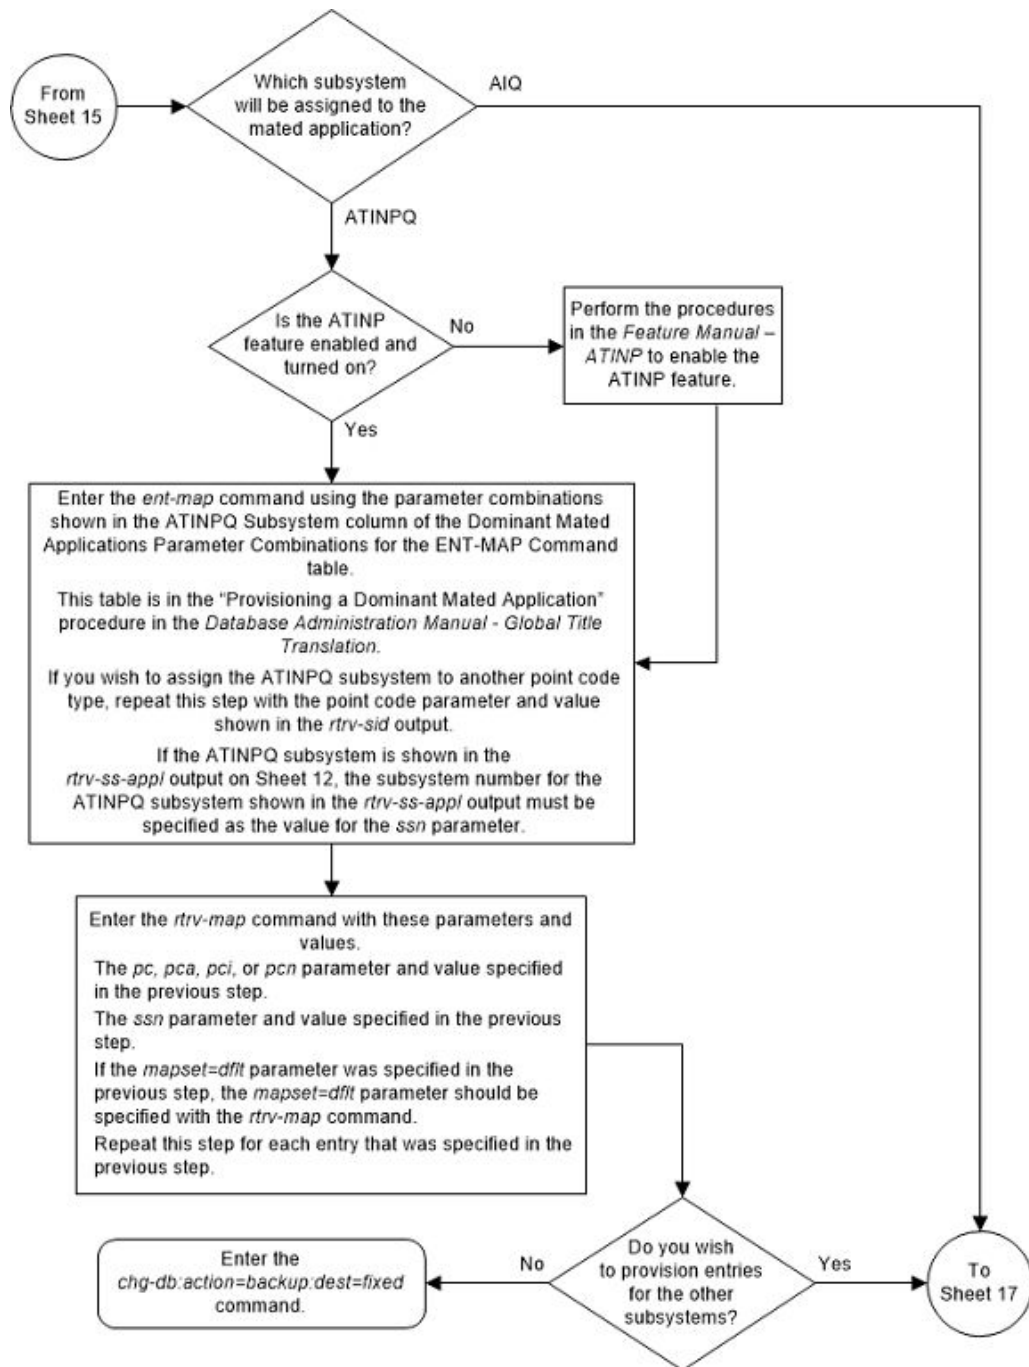 From
Sheet 15
Which subsystem
will be assigned to the
mated application?
AIQ
ATINPQ
Is the ATINP
feature enabled and
turned on?
No
Perform the procedures
in the Feature Manual –
ATINP to enable the
ATINP feature.
Yes
Enter the ent-map command using the parameter combinations
shown in the ATINPQ Subsystem column of the Dominant Mated
Applications Parameter Combinations for the ENT-MAP Command
table.
This table is in the “Provisioning a Dominant Mated Application”
procedure in the Database Administration Manual - Global Title
Translation.
If you wish to assign the ATINPQ subsystem to another point code
type, repeat this step with the point code parameter and value
shown in the rtrv-sid output.
If the ATINPQ subsystem is shown in the
rtrv-ss-appl output on Sheet 12, the subsystem number for the
ATINPQ subsystem shown in the rtrv-ss-appl output must be
specified as the value for the ssn parameter.
Enter the rtrv-map command with these parameters and
values.
The pc, pca, pci, or pcn parameter and value specified
in the previous step.
The ssn parameter and value specified in the previous
step.
If the mapset=dflt parameter was specified in the
previous step, the mapset=dflt parameter should be
specified with the rtrv-map command.
Repeat this step for each entry that was specified in the
previous step.
Do you wish
to provision entries
for the other
subsystems?
No
Enter the
chg-db:action=backup:dest=fixed
command.
Yes
To
Sheet 17